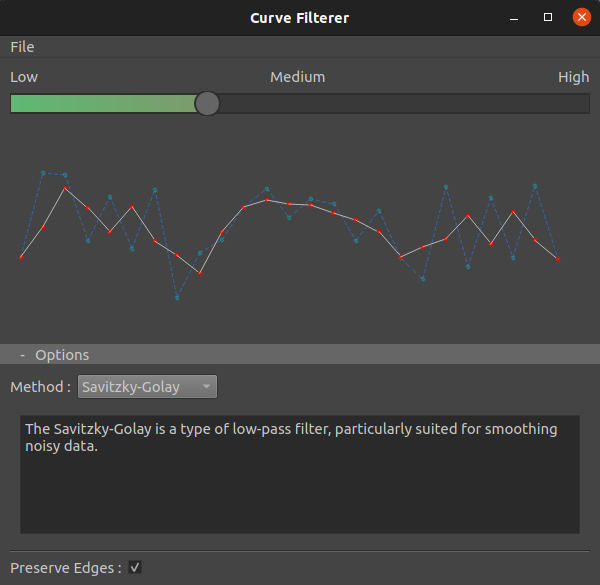 Curve Filterer
File
Low Medium High
- Options
Method : Savitzky-Golay
The Savitzky-Golay is a type of low-pass filter, particularly suited for smoothing
noisy data.
Preserve Edges :